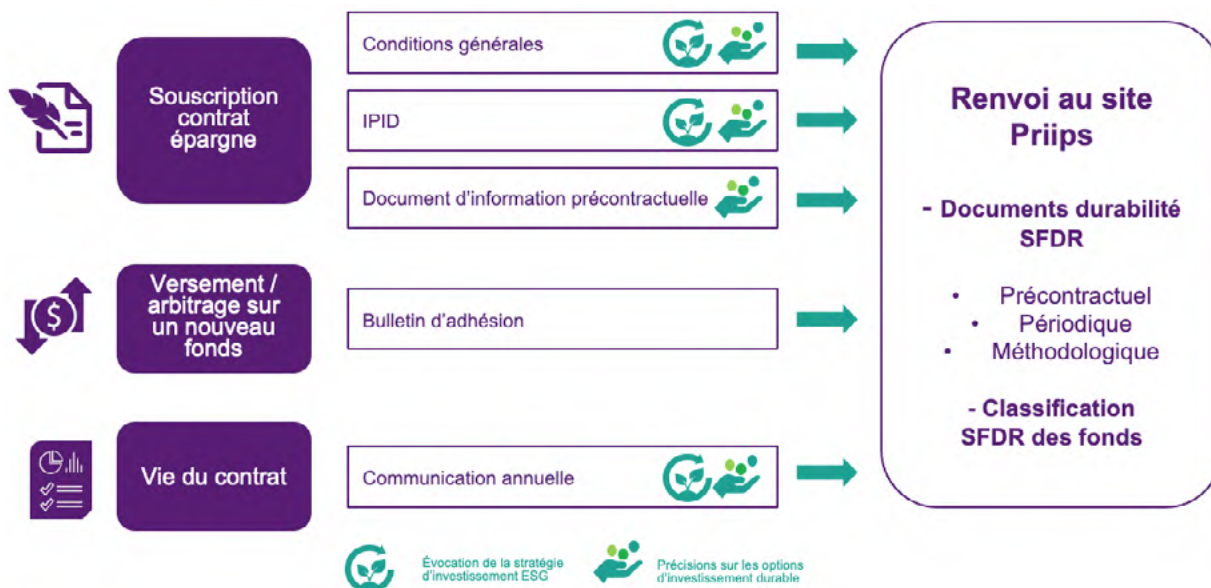 Souscription
contrat
épargne
Conditions générales
IPID
Document d'information précontractuelle
Versement /
arbitrage sur
un nouveau
fonds
$
Bulletin d'adhésion
Vie du contrat
Communication annuelle
Renvoi au site
Priips
- Documents durabilité
SFDR
• Précontractuel
• Périodique
• Méthodologique
- Classification
SFDR des fonds
Évocation de la stratégie
d'investissement ESG
Précisions sur les options
d'investissement durable